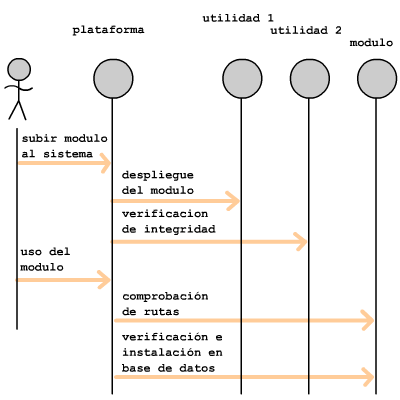 utilidad 1
plataforma
utilidad 2
modulo
subir modulo
al sistema
despliegue
del modulo
verificacion
de integridad
uso del
modulo
comprobación
de rutas
verificación e
instalación en
base de datos